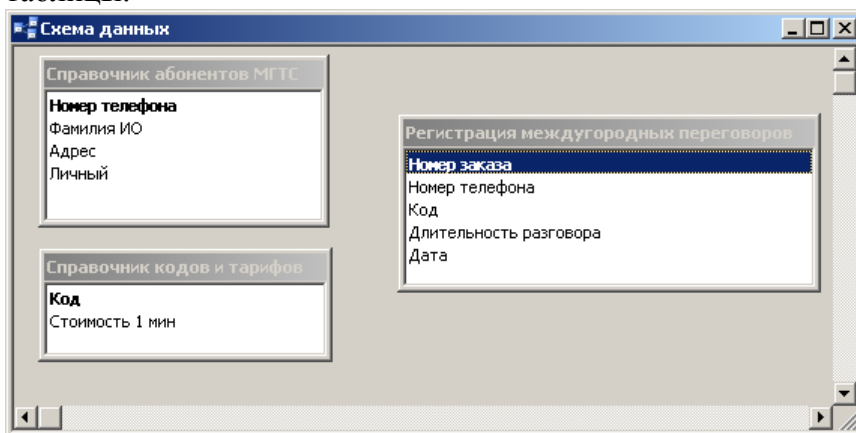 таблицы.
Схема данных
Справочник абонентов МГТС
Номер телефона
Фамилия ИО
Адрес
Личный
Регистрация междугородных переговоров
Номер заказа
Номер телефона
Код
Длительность разговора
Дата
Справочник кодов и тарифов
Код
Стоимость 1 мин